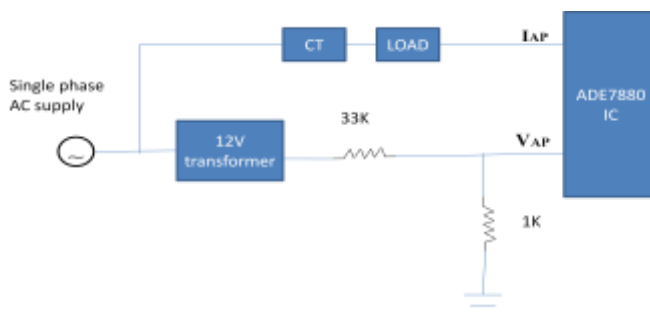 CT
LOAD
IAP
Single phase
AC supply
ADE7880
IC
33K
12V
transformer
VAP
~
1K